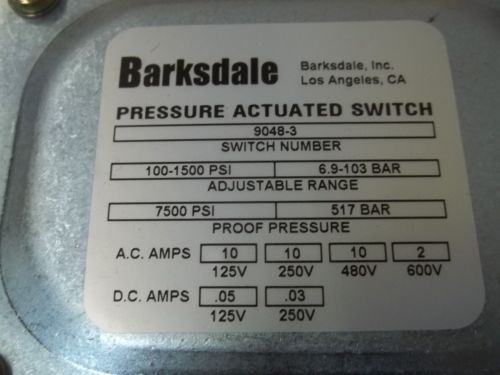 Barksdale Barksdale, Inc.
Los Angeles, CA
PRESSURE ACTUATED SWITCH
9048-3
SWITCH NUMBER
100-1500 PSI 6.9-103 BAR
ADJUSTABLE RANGE
7500 PSI 517 BAR
PROOF PRESSURE
A.C. AMPS 10 10 10 2
125V 250V 480V 600V
D.C. AMPS .05 .03
125V 250V